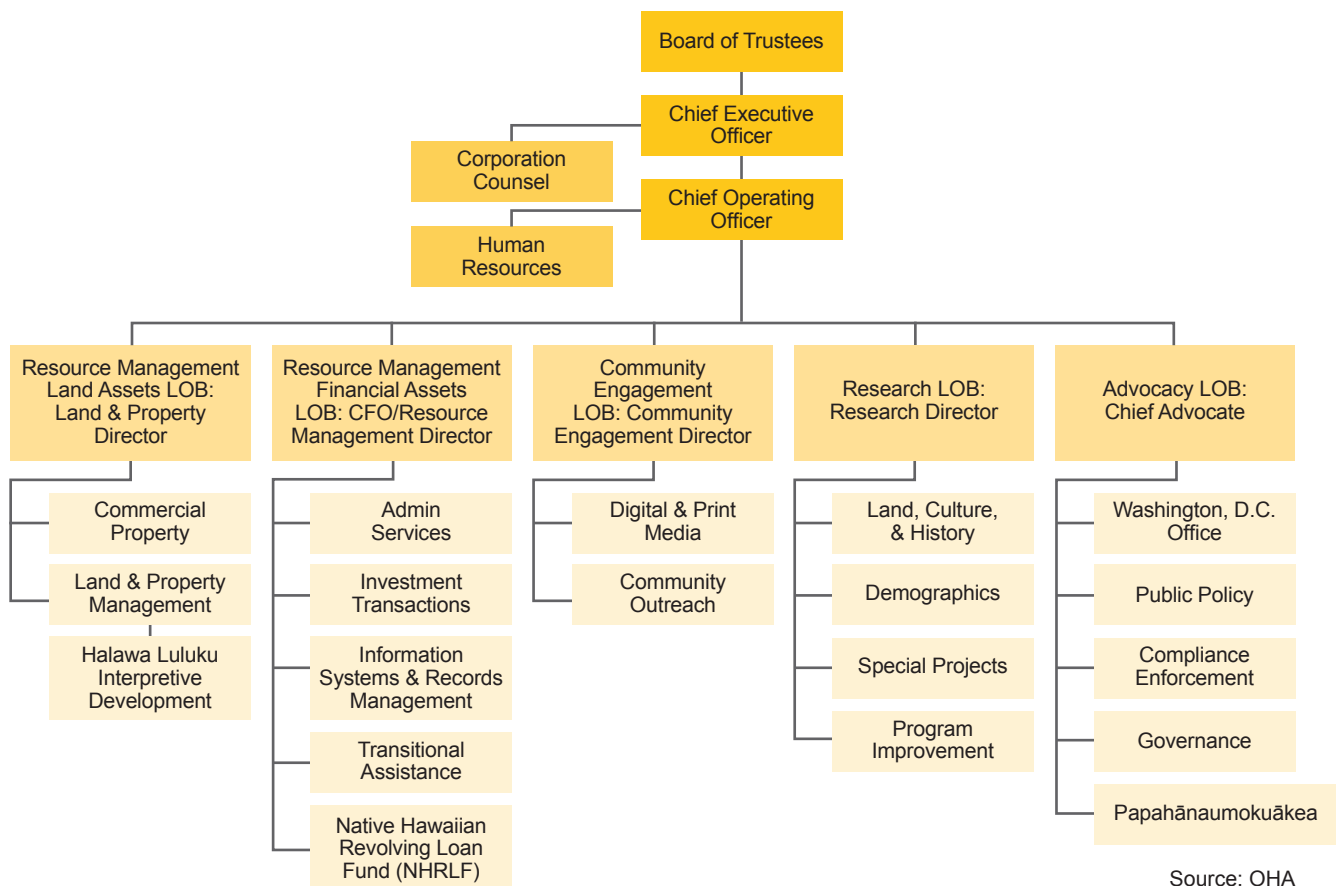 Board of Trustees
Chief Executive
Officer
Corporation
Counsel
Chief Operating
Officer
Human
Resources
Resource Management
Land Assets LOB:
Land & Property
Director
Commercial
Property
Land & Property
Management
Halawa Luluku
Interpretive
Development
Resource Management
Financial Assets
LOB: CFO/Resource
Management Director
Admin
Services
Investment
Transactions
Information
Systems & Records
Management
Transitional
Assistance
Native Hawaiian
Revolving Loan
Fund (NHRLF)
Community
Engagement
LOB: Community
Engagement Director
Digital & Print
Media
Community
Outreach
Research LOB:
Research Director
Land, Culture,
& History
Demographics
Special Projects
Program
Improvement
Advocacy LOB:
Chief Advocate
Washington, D.C.
Office
Public Policy
Compliance
Enforcement
Governance
Papahānaumokuākea
Source: OHA